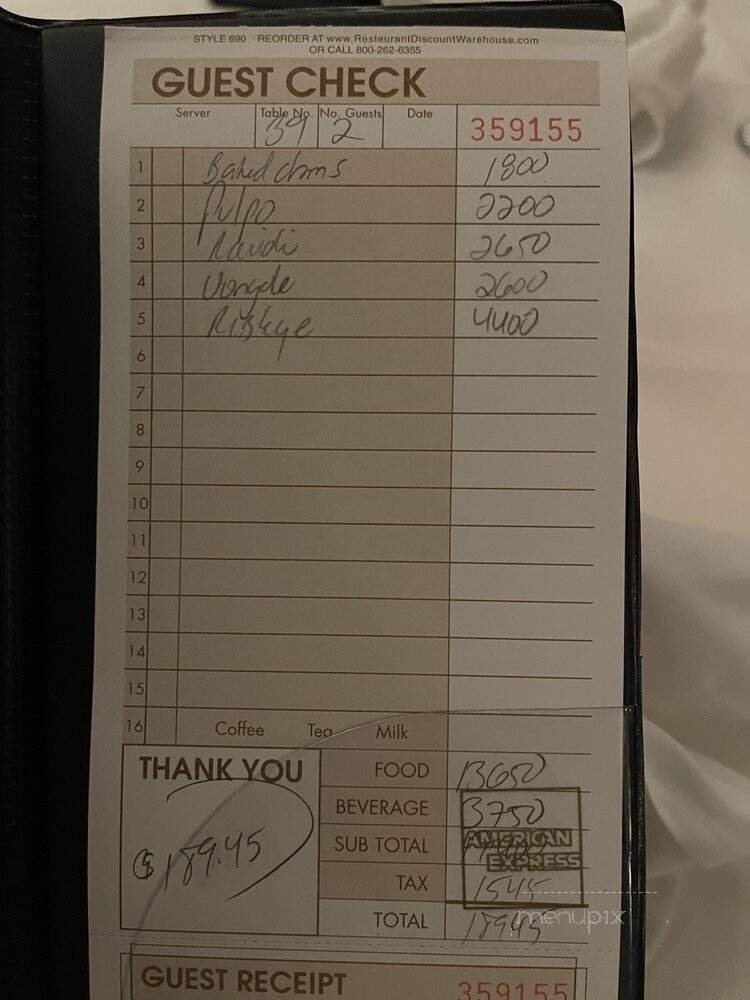 STYLE 690 REORDER AT www.RestaurantDiscountWarehouse.com
OR CALL 800-262-6355
GUEST CHECK
Server Table No. No. Guests Date
39 2 359155
1 Baked clams 1800
2 Pulpo 2200
3 Ravioli 2650
4 Vongole 2600
5 Ribeye 4400
6
7
8
9
10
11
12
13
14
15
16 Coffee Tea Milk
THANK YOU
$189.45
FOOD 13650
BEVERAGE 3750
SUB TOTAL
AMERICAN
EXPRESS
TAX 1545
TOTAL 18945
menupix
GUEST RECEIPT 359155